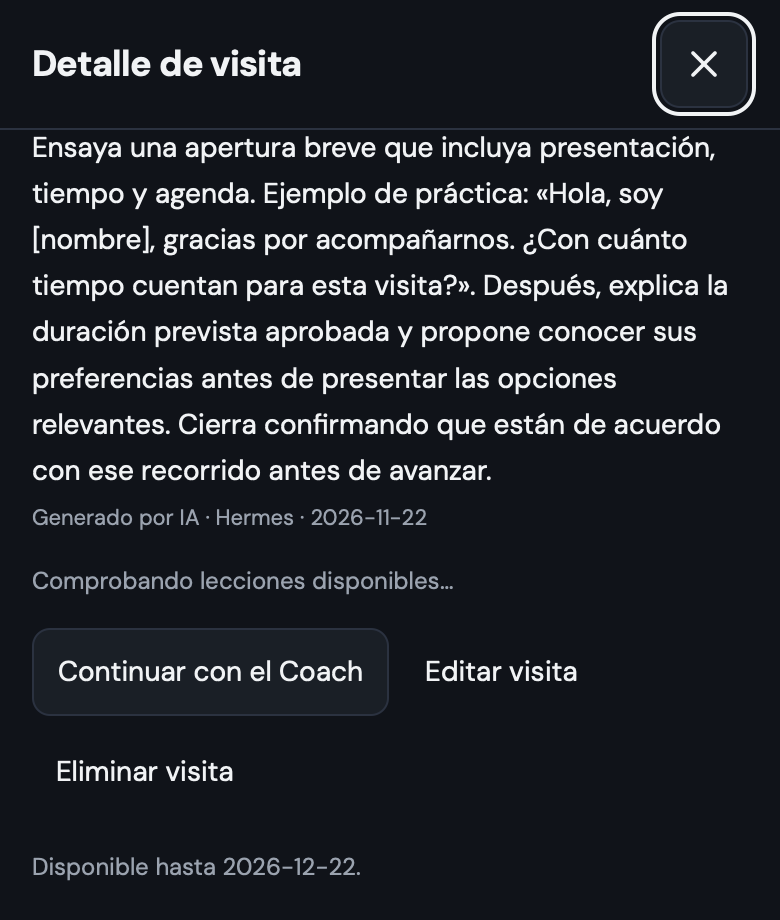 Detalle de visita
Ensaya una apertura breve que incluya presentación,
tiempo y agenda. Ejemplo de práctica: «Hola, soy
[nombre], gracias por acompañarnos. ¿Con cuánto
tiempo cuentan para esta visita?». Después, explica la
duración prevista aprobada y propone conocer sus
preferencias antes de presentar las opciones
relevantes. Cierra confirmando que están de acuerdo
con ese recorrido antes de avanzar.
Generado por IA · Hermes · 2026-11-22
Comprobando lecciones disponibles...
Continuar con el Coach
Editar visita
Eliminar visita
Disponible hasta 2026-12-22.